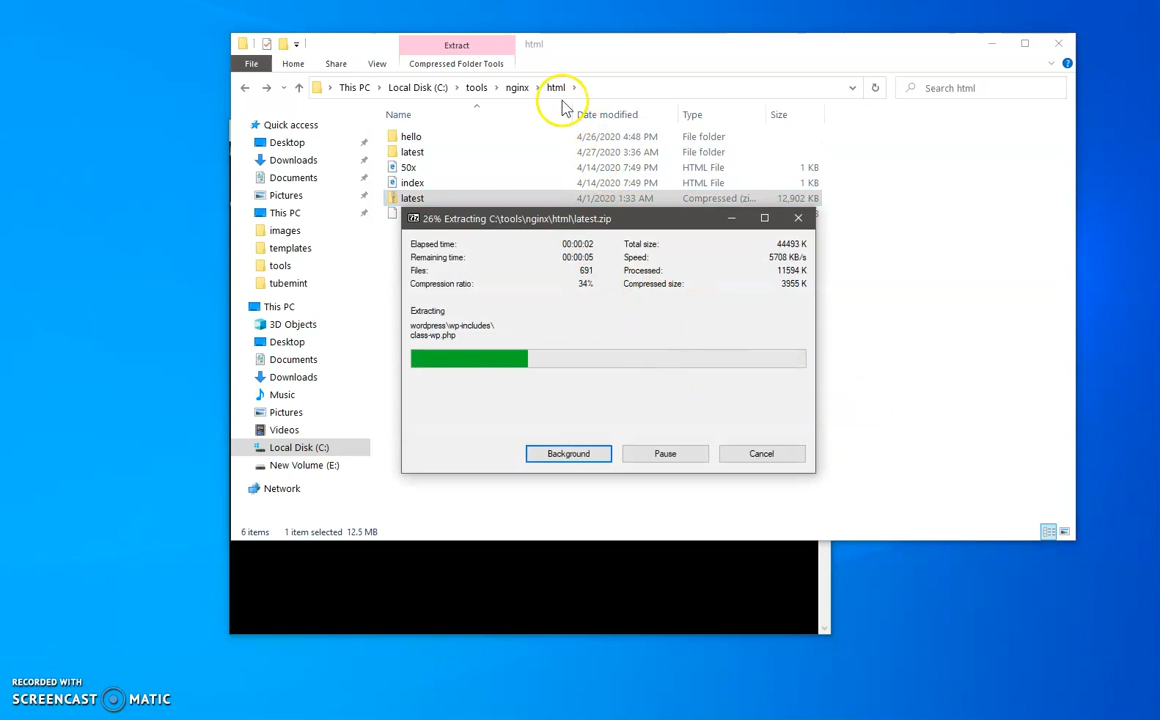 Extract
html
File
Home
Share
View
Compressed Folder Tools
This PC
Local Disk (C:)
tools
nginx
html
Search html
Name
Date modified
Type
Size
Quick access
Desktop
Downloads
Documents
Pictures
This PC
images
templates
tools
tubemint
This PC
3D Objects
Desktop
Documents
Downloads
Music
Pictures
Videos
Local Disk (C:)
New Volume (E:)
Network
hello 4/26/2020 4:48 PM File folder
latest 4/27/2020 3:36 AM File folder
50x 4/14/2020 7:49 PM HTML File 1 KB
index 4/14/2020 7:49 PM HTML File 1 KB
latest 4/1/2020 1:33 AM Compressed (zi... 12,902 KB
26% Extracting C:\tools\nginx\html\latest.zip
Elapsed time: 00:00:02 Total size: 44493 K
Remaining time: 00:00:05 Speed: 5708 KB/s
Files: 691 Processed: 11594 K
Compression ratio: 34% Compressed size: 3955 K
Extracting
wordpress\wp-includes\
class-wp.php
Background
Pause
Cancel
6 items 1 item selected 12.5 MB
RECORDED WITH
SCREENCAST MATIC